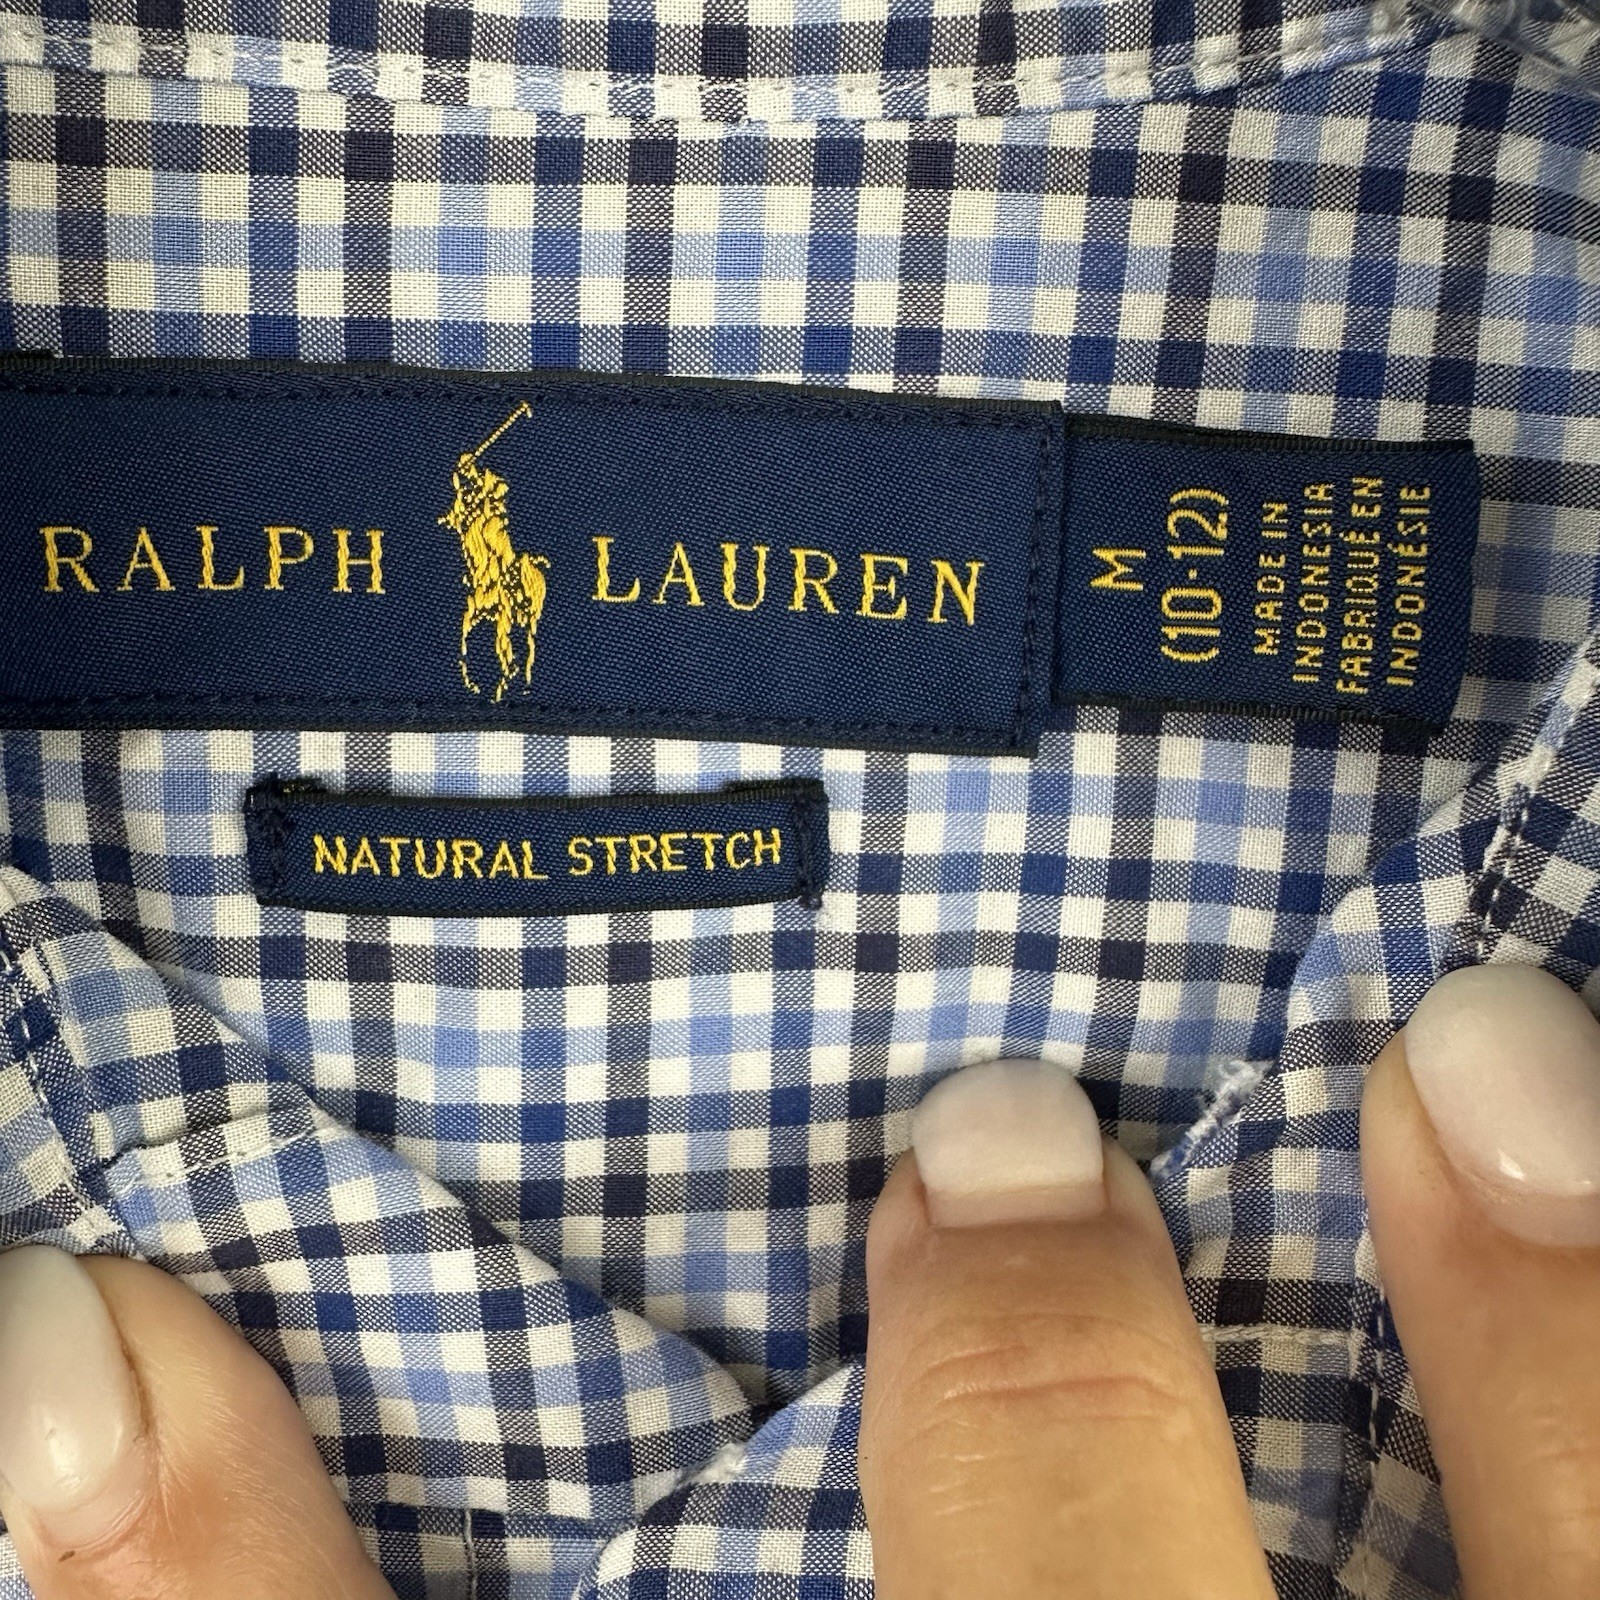 RALPH LAUREN
M
(10-12)
MADE IN
INDONESIA
FABRIQUÉ EN
INDONÉSIE
NATURAL STRETCH